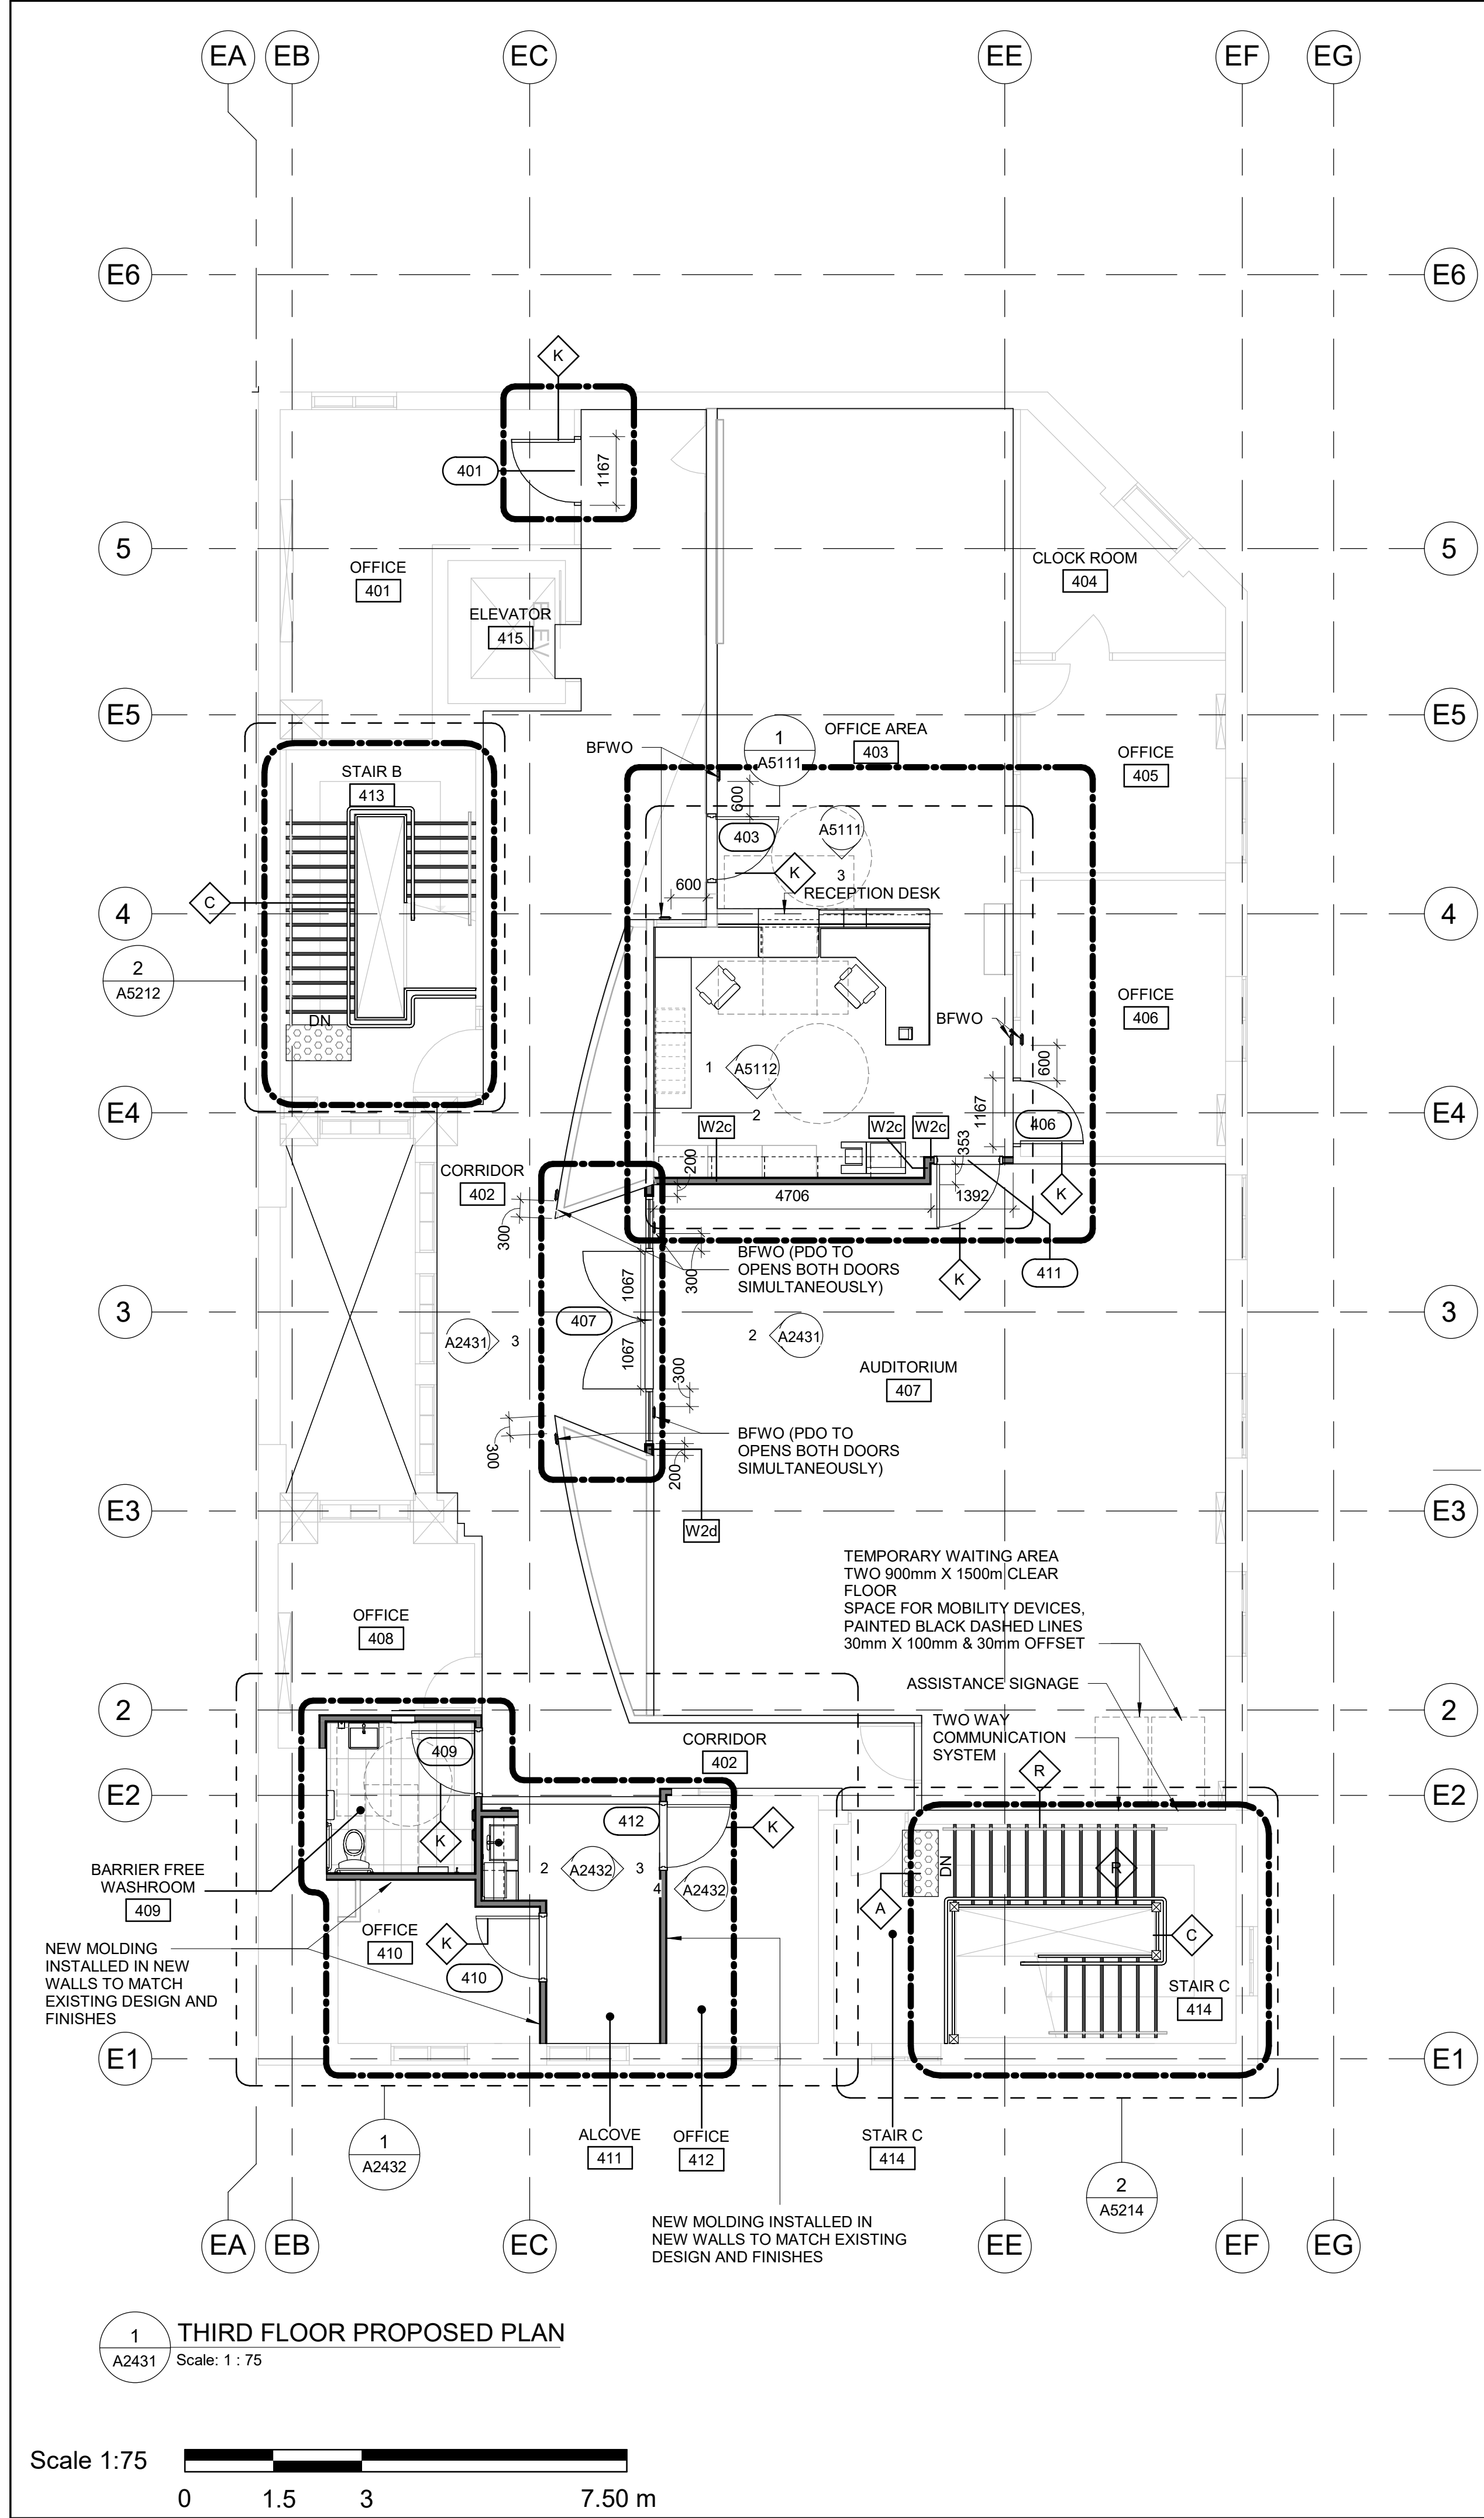 EA
EB
EC
EE
EF
EG
E6
E6
K
401
1167
5
5
OFFICE
401
CLOCK ROOM
404
ELEVATOR
415
ELEV
E5
E5
BFWO
1
A5111
OFFICE AREA
403
OFFICE
405
STAIR B
413
600
403
A5111
3
K
600
RECEPTION DESK
C
4
4
2
A5212
DN
OFFICE
406
BFWO
600
1
A5112
2
1167
406
E4
E4
W2c
W2c
W2c
353
200
CORRIDOR
402
4706
1392
K
300
BFWO (PDO TO
OPENS BOTH DOORS
SIMULTANEOUSLY)
300
K
411
1067
3
407
3
A2431
3
2
A2431
1067
300
AUDITORIUM
407
300
BFWO (PDO TO
OPENS BOTH DOORS
SIMULTANEOUSLY)
200
E3
E3
W2d
TEMPORARY WAITING AREA
TWO 900mm X 1500m CLEAR
FLOOR
SPACE FOR MOBILITY DEVICES,
PAINTED BLACK DASHED LINES
30mm X 100mm & 30mm OFFSET
OFFICE
408
ASSISTANCE SIGNAGE
2
2
TWO WAY
COMMUNICATION
SYSTEM
CORRIDOR
402
409
R
E2
E2
412
K
K
2
A2432
3
4
A2432
DN
R
BARRIER FREE
WASHROOM
409
A
OFFICE
410
K
410
C
NEW MOLDING
INSTALLED IN NEW
WALLS TO MATCH
EXISTING DESIGN AND
FINISHES
STAIR C
414
E1
E1
1
A2432
ALCOVE
411
OFFICE
412
STAIR C
414
2
A5214
NEW MOLDING INSTALLED IN
NEW WALLS TO MATCH EXISTING
DESIGN AND FINISHES
EA
EB
EC
EE
EF
EG
1
A2431
THIRD FLOOR PROPOSED PLAN
Scale: 1 : 75
Scale 1:75
0
1.5
3
7.50 m